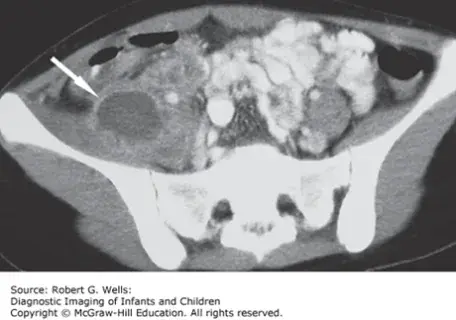 Source: Robert G. Wells:
Diagnostic Imaging of Infants and Children
Copyright © McGraw-Hill Education. All rights reserved.